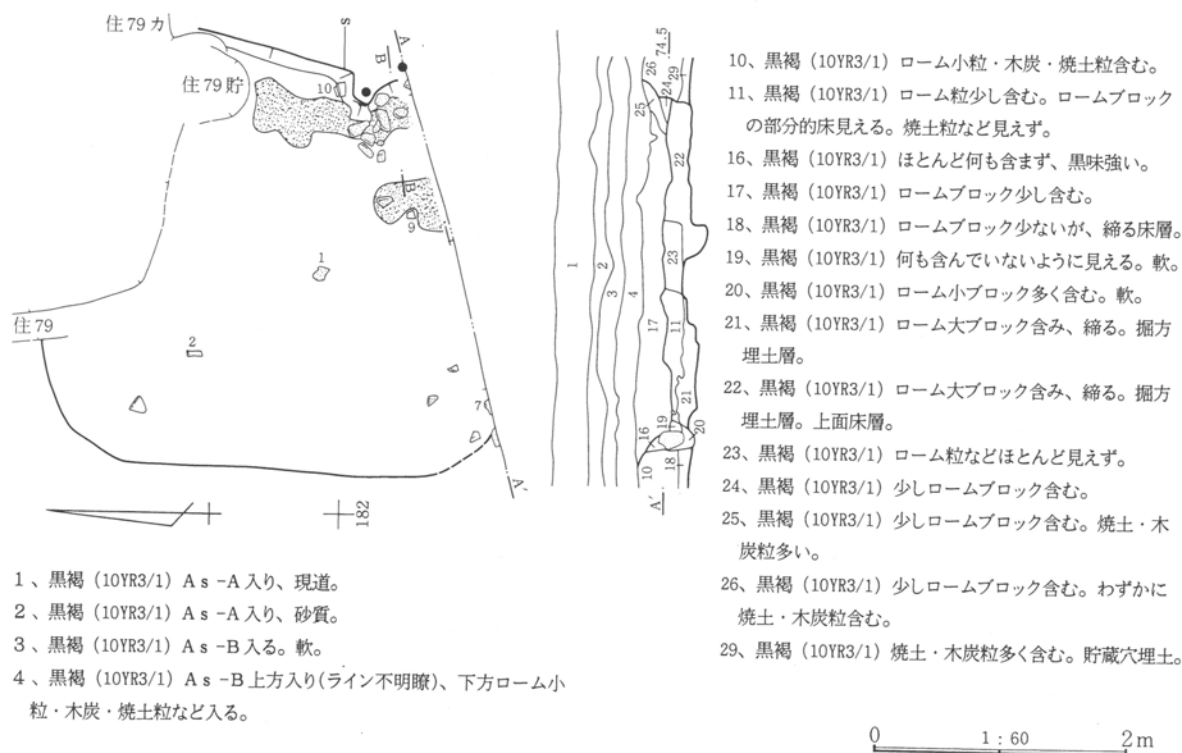 住79カ
s
A
B
住79貯
10
B
9
1
住79
2
7
A′
182
74.5
26
29
24
25
22
1
2
3
4
23
17
11
21
19
20
16
18
10
A′
1、黒褐（10YR3/1）As-A入り、現道。
2、黒褐（10YR3/1）As-A入り、砂質。
3、黒褐（10YR3/1）As-B入る。軟。
4、黒褐（10YR3/1）As-B上方入り(ライン不明瞭)、下方ローム小
粒・木炭・焼土粒など入る。
10、黒褐（10YR3/1）ローム小粒・木炭・焼土粒含む。
11、黒褐（10YR3/1）ローム粒少し含む。ロームブロック
の部分的床見える。焼土粒など見えず。
16、黒褐（10YR3/1）ほとんど何も含まず、黒味強い。
17、黒褐（10YR3/1）ロームブロック少し含む。
18、黒褐（10YR3/1）ロームブロック少ないが、締る床層。
19、黒褐（10YR3/1）何も含んでいないように見える。軟。
20、黒褐（10YR3/1）ローム小ブロック多く含む。軟。
21、黒褐（10YR3/1）ローム大ブロック含み、締る。掘方
埋土層。
22、黒褐（10YR3/1）ローム大ブロック含み、締る。掘方
埋土層。上面床層。
23、黒褐（10YR3/1）ローム粒などほとんど見えず。
24、黒褐（10YR3/1）少しロームブロック含む。
25、黒褐（10YR3/1）少しロームブロック含む。焼土・木
炭粒多い。
26、黒褐（10YR3/1）少しロームブロック含む。わずかに
焼土・木炭粒含む。
29、黒褐（10YR3/1）焼土・木炭粒多く含む。貯蔵穴埋土。
0 1:60 2m